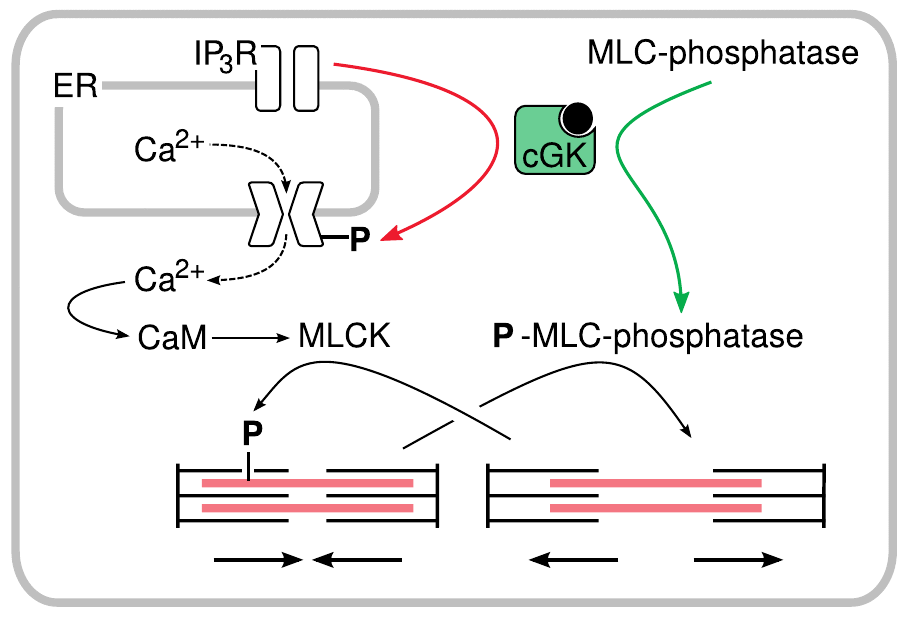 IP₃R
MLC-phosphatase
ER
Ca²⁺
cGK
P
Ca²⁺
CaM
MLCK
P -MLC-phosphatase
P